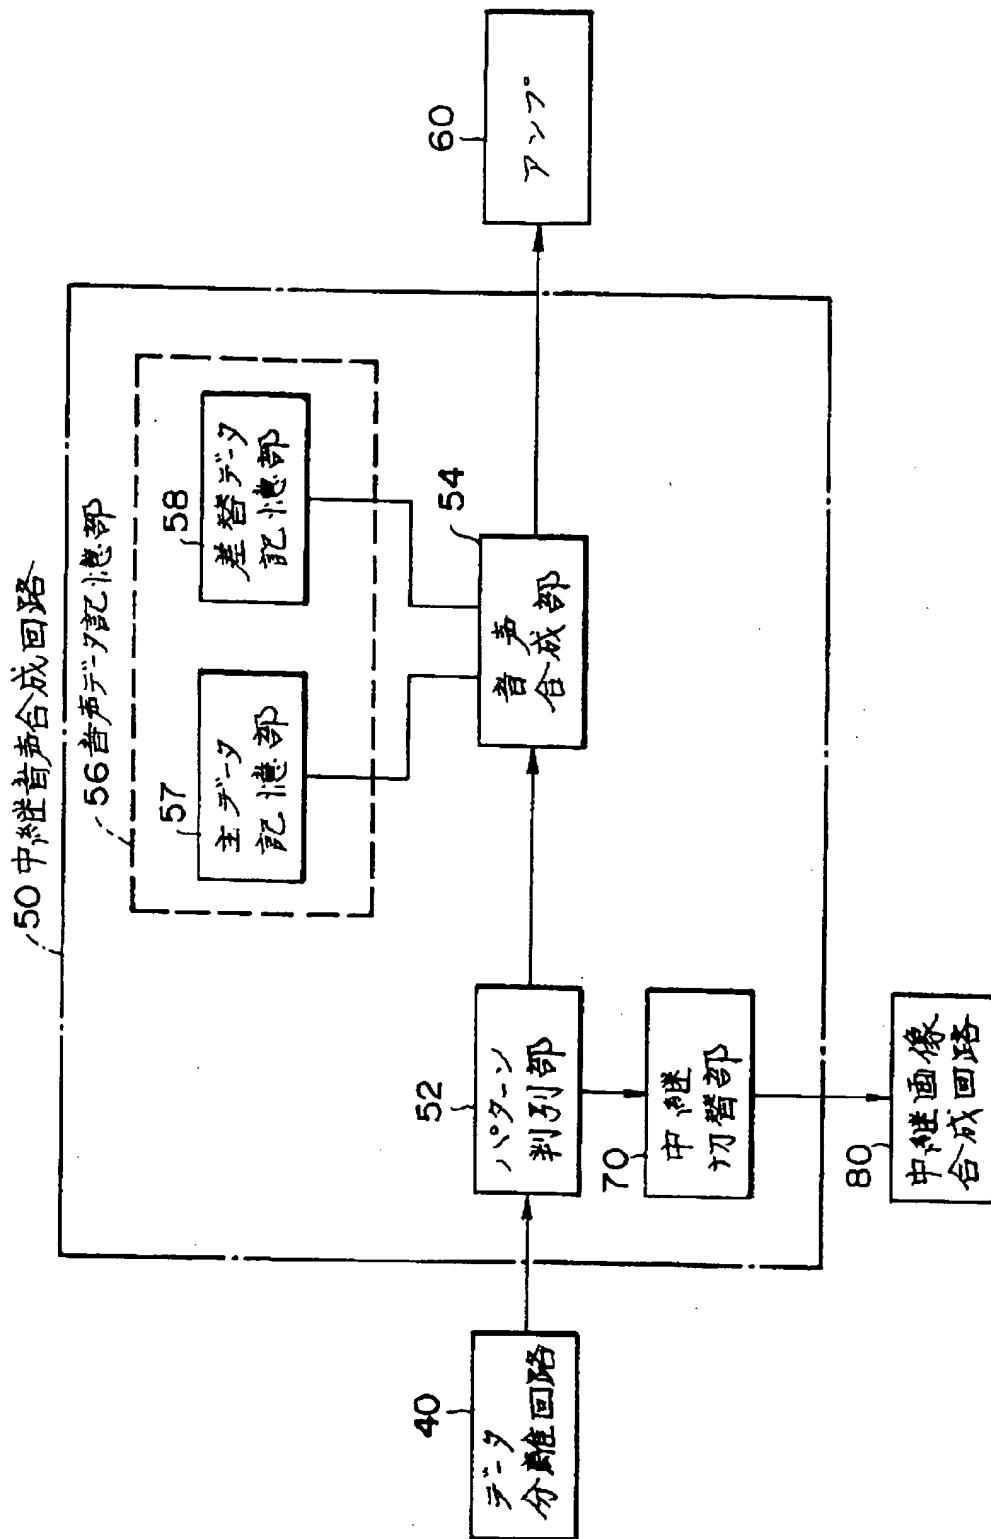 50 中継音声合成回路
56 音声データ記憶部
57
主データ
記憶部
58
差替データ
記憶部
40
データ
分離回路
52
パターン
判別部
54
音声
合成部
60
アンプ
70
中継
切替部
80
中継画像
合成回路